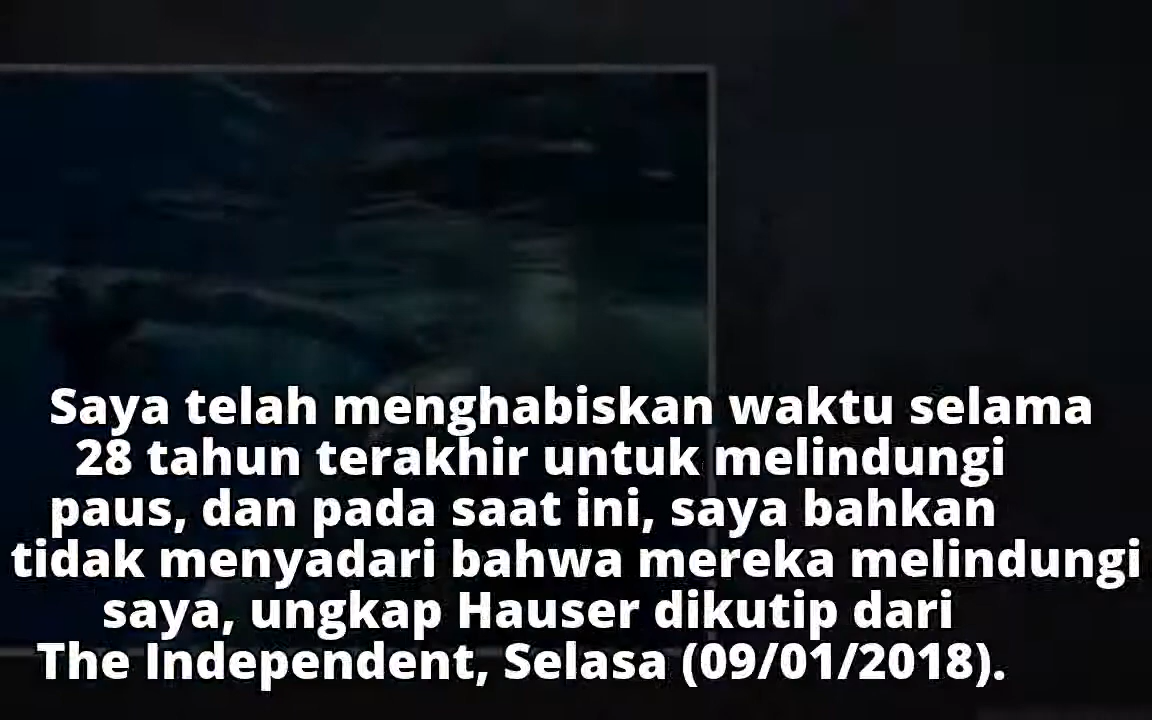 Saya telah menghabiskan waktu selama
28 tahun terakhir untuk melindungi
paus, dan pada saat ini, saya bahkan
tidak menyadari bahwa mereka melindungi
saya, ungkap Hauser dikutip dari
The Independent, Selasa (09/01/2018).